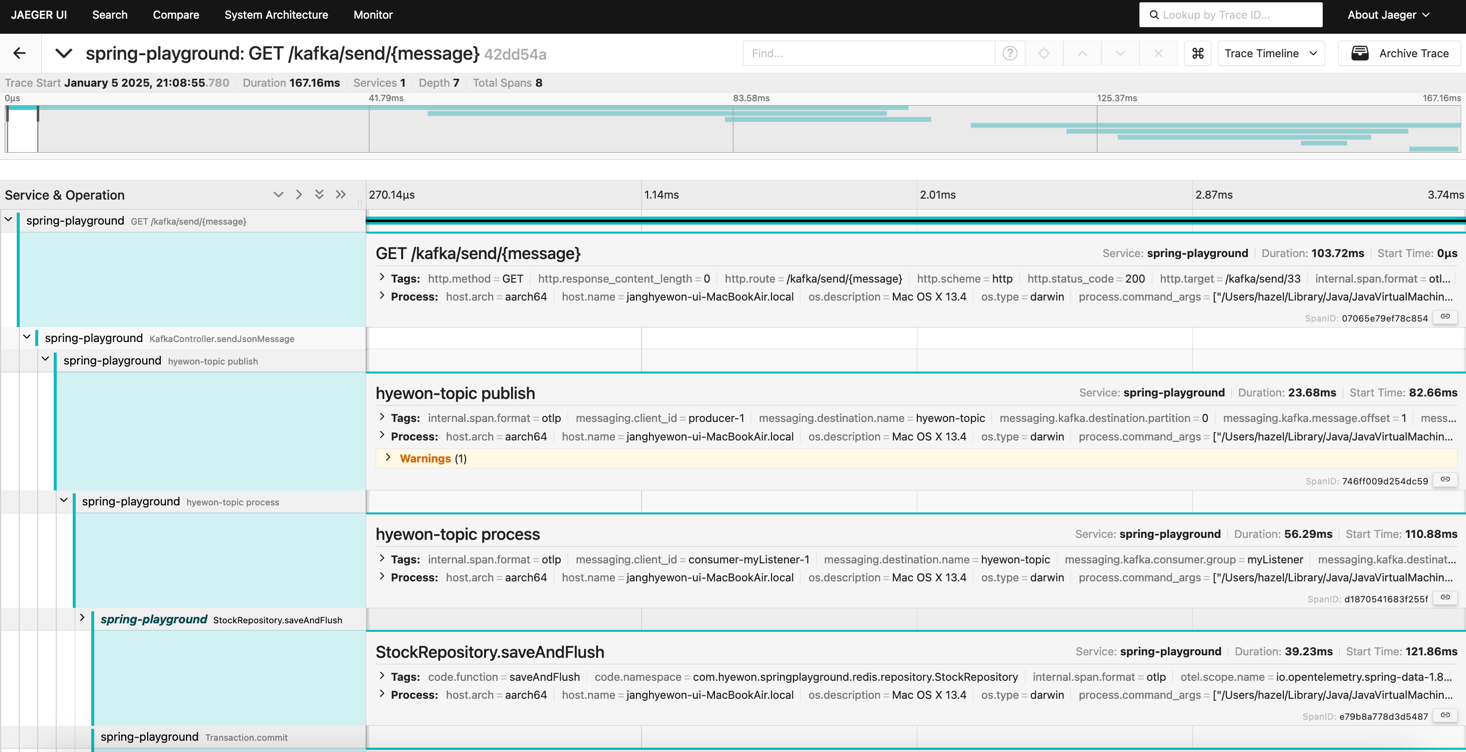 JAEGER UI Search Compare System Architecture Monitor Lookup by Trace ID... About Jaeger
spring-playground: GET /kafka/send/{message} 42dd54a Find... Trace Timeline Archive Trace
Trace Start January 5 2025, 21:08:55.780 Duration 167.16ms Services 1 Depth 7 Total Spans 8
0μs 41.79ms 83.58ms 125.37ms 167.16ms
Service & Operation 270.14μs 1.14ms 2.01ms 2.87ms 3.74ms
spring-playground GET /kafka/send/{message}
GET /kafka/send/{message} Service: spring-playground Duration: 103.72ms Start Time: 0μs
Tags: http.method = GET http.response_content_length = 0 http.route = /kafka/send/{message} http.scheme = http http.status_code = 200 http.target = /kafka/send/33 internal.span.format = otl...
Process: host.arch = aarch64 host.name = janghyewon-ui-MacBookAir.local os.description = Mac OS X 13.4 os.type = darwin process.command_args = ["/Users/hazel/Library/Java/JavaVirtualMachin...
SpanID: 07065e79ef78c854
spring-playground KafkaController.sendJsonMessage
spring-playground hyewon-topic publish
hyewon-topic publish Service: spring-playground Duration: 23.68ms Start Time: 82.66ms
Tags: internal.span.format = otlp messaging.client_id = producer-1 messaging.destination.name = hyewon-topic messaging.kafka.destination.partition = 0 messaging.kafka.message.offset = 1 mess...
Process: host.arch = aarch64 host.name = janghyewon-ui-MacBookAir.local os.description = Mac OS X 13.4 os.type = darwin process.command_args = ["/Users/hazel/Library/Java/JavaVirtualMachin...
Warnings (1)
SpanID: 746ff009d254dc59
spring-playground hyewon-topic process
hyewon-topic process Service: spring-playground Duration: 56.29ms Start Time: 110.88ms
Tags: internal.span.format = otlp messaging.client_id = consumer-myListener-1 messaging.destination.name = hyewon-topic messaging.kafka.consumer.group = myListener messaging.kafka.destinat...
Process: host.arch = aarch64 host.name = janghyewon-ui-MacBookAir.local os.description = Mac OS X 13.4 os.type = darwin process.command_args = ["/Users/hazel/Library/Java/JavaVirtualMachin...
SpanID: d1870541683f255f
spring-playground StockRepository.saveAndFlush
StockRepository.saveAndFlush Service: spring-playground Duration: 39.23ms Start Time: 121.86ms
Tags: code.function = saveAndFlush code.namespace = com.hyewon.springplayground.redis.repository.StockRepository internal.span.format = otlp otel.scope.name = io.opentelemetry.spring-data-1.8...
Process: host.arch = aarch64 host.name = janghyewon-ui-MacBookAir.local os.description = Mac OS X 13.4 os.type = darwin process.command_args = ["/Users/hazel/Library/Java/JavaVirtualMachin...
SpanID: e79b8a778d3d5487
spring-playground Transaction.commit